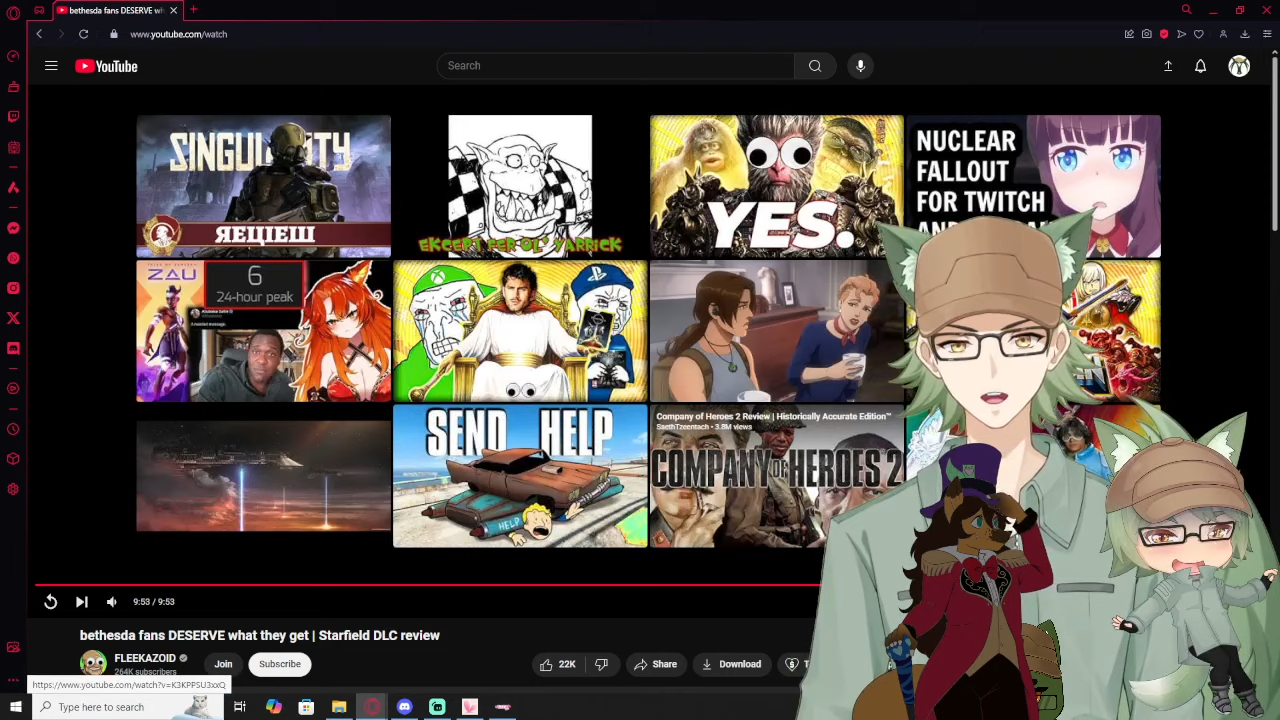 bethesda fans DESERVE wh
www.youtube.com/watch
YouTube
Search
SINGULARITY
ЯЕЦIЕШ
EXCEPT FER OL' YARRICK
YES.
NUCLEAR
FALLOUT
FOR TWITCH
ZAU
6
24-hour peak
SEND HELP
HELP
Company of Heroes 2 Review | Historically Accurate Edition™
SsethTzeentach • 3.8M views
COMPANY OF HEROES 2
9:53 / 9:53
bethesda fans DESERVE what they get | Starfield DLC review
FLEEKAZOID
264K subscribers
Join
Subscribe
22K
Share
Download
https://www.youtube.com/watch?v=K3KPPSU3xxQ
Type here to search